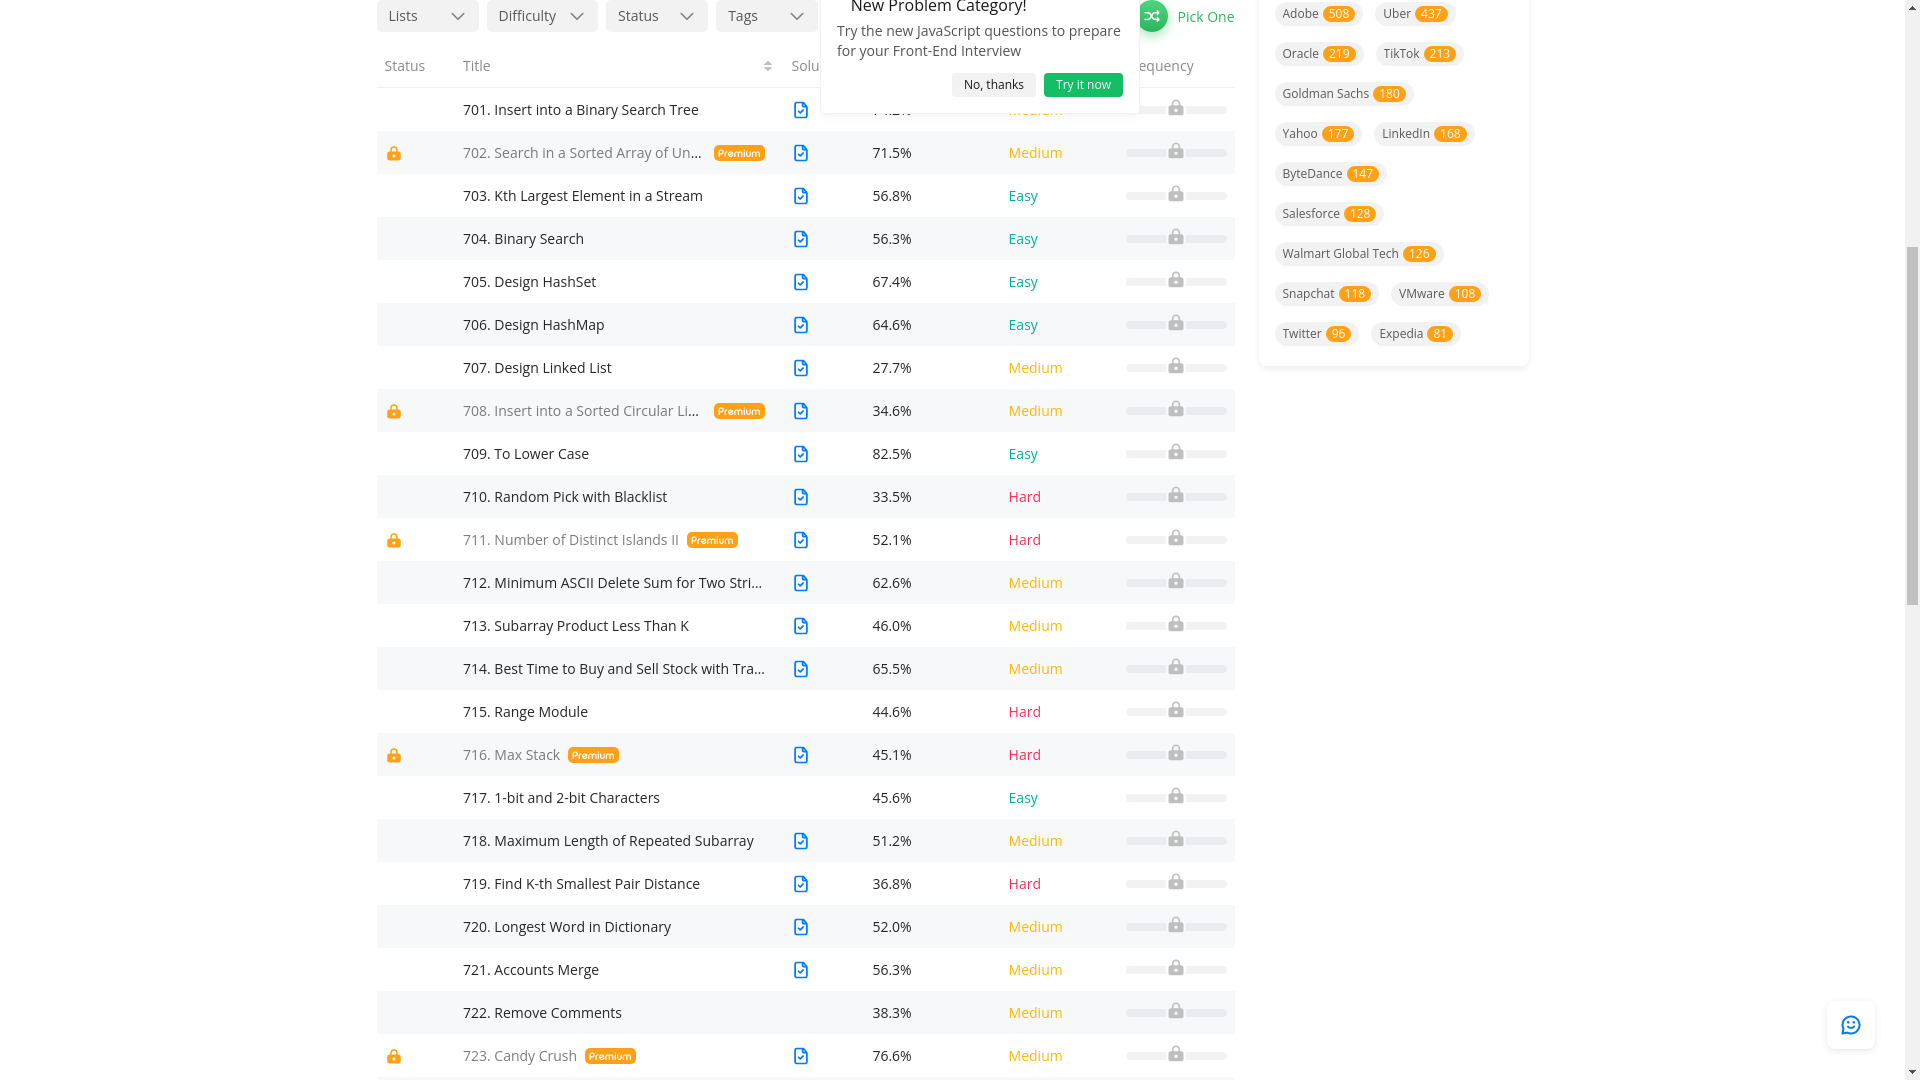 Lists
Difficulty
Status
Tags
New Problem Category!
Try the new JavaScript questions to prepare
for your Front-End Interview
No, thanks
Try it now
Pick One
Status Title Solu equency
701. Insert into a Binary Search Tree
702. Search in a Sorted Array of Un... Premium 71.5% Medium
703. Kth Largest Element in a Stream 56.8% Easy
704. Binary Search 56.3% Easy
705. Design HashSet 67.4% Easy
706. Design HashMap 64.6% Easy
707. Design Linked List 27.7% Medium
708. Insert into a Sorted Circular Li... Premium 34.6% Medium
709. To Lower Case 82.5% Easy
710. Random Pick with Blacklist 33.5% Hard
711. Number of Distinct Islands II Premium 52.1% Hard
712. Minimum ASCII Delete Sum for Two Stri... 62.6% Medium
713. Subarray Product Less Than K 46.0% Medium
714. Best Time to Buy and Sell Stock with Tra... 65.5% Medium
715. Range Module 44.6% Hard
716. Max Stack Premium 45.1% Hard
717. 1-bit and 2-bit Characters 45.6% Easy
718. Maximum Length of Repeated Subarray 51.2% Medium
719. Find K-th Smallest Pair Distance 36.8% Hard
720. Longest Word in Dictionary 52.0% Medium
721. Accounts Merge 56.3% Medium
722. Remove Comments 38.3% Medium
723. Candy Crush Premium 76.6% Medium
Adobe 508 Uber 437
Oracle 219 TikTok 213
Goldman Sachs 180
Yahoo 177 LinkedIn 168
ByteDance 147
Salesforce 128
Walmart Global Tech 126
Snapchat 118 VMware 108
Twitter 96 Expedia 81